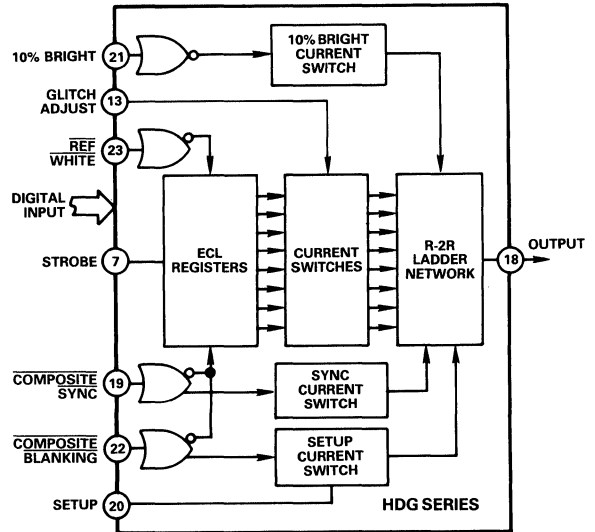 10% BRIGHT
21
10% BRIGHT
CURRENT
SWITCH
GLITCH
ADJUST
13
REF
WHITE
23
DIGITAL
INPUT
STROBE
7
ECL
REGISTERS
CURRENT
SWITCHES
R-2R
LADDER
NETWORK
18
OUTPUT
COMPOSITE
SYNC
19
SYNC
CURRENT
SWITCH
COMPOSITE
BLANKING
22
SETUP
CURRENT
SWITCH
SETUP
20
HDG SERIES